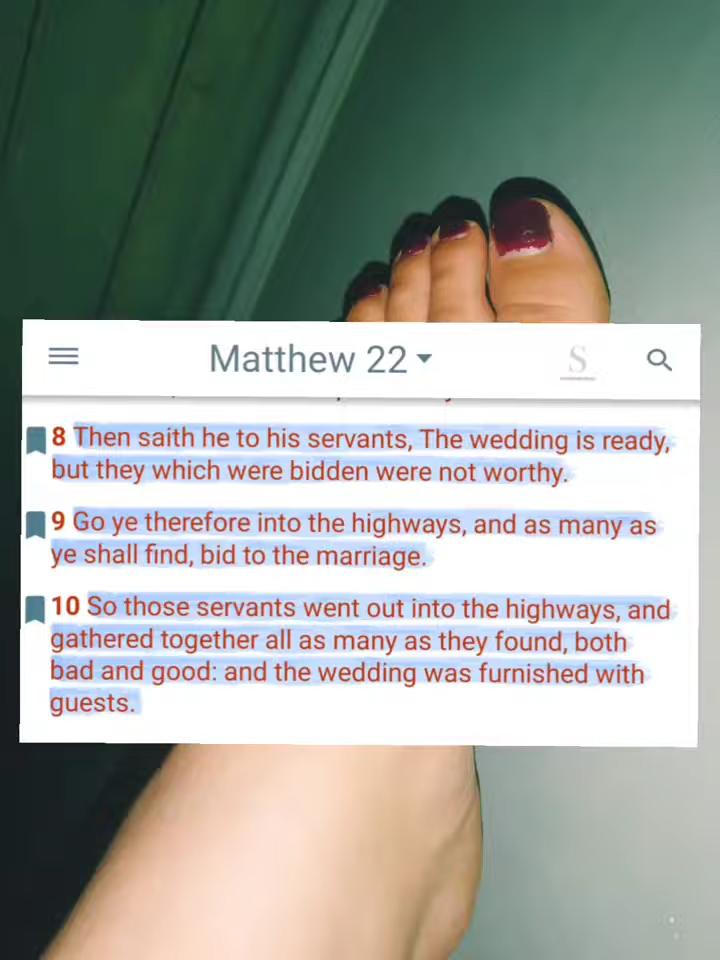 Matthew 22
S
8 Then saith he to his servants, The wedding is ready,
but they which were bidden were not worthy.
9 Go ye therefore into the highways, and as many as
ye shall find, bid to the marriage.
10 So those servants went out into the highways, and
gathered together all as many as they found, both
bad and good: and the wedding was furnished with
guests.